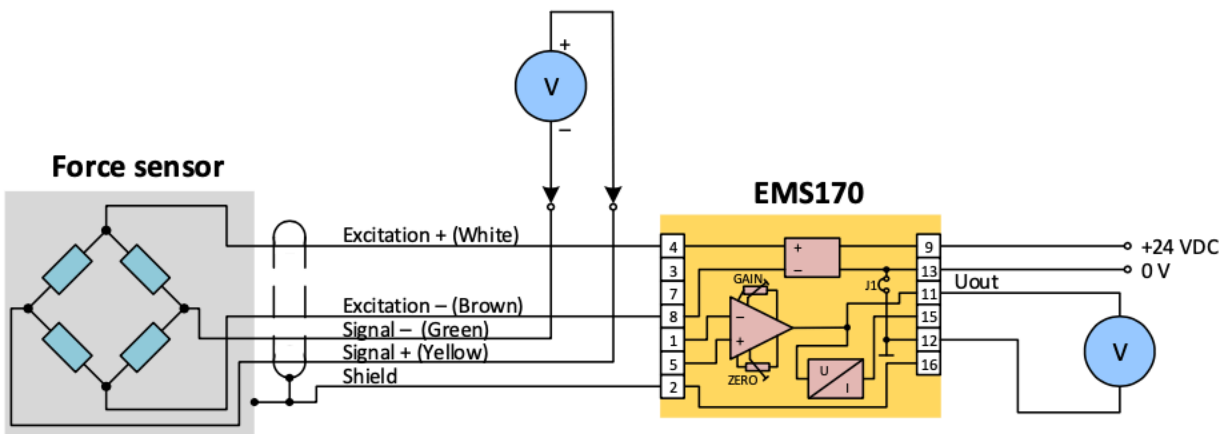 +
V
–
Force sensor
EMS170
Excitation + (White)
4
+
–
9
+24 VDC
3
13
0 V
GAIN
J1
7
11
Uout
Excitation – (Brown)
8
–
15
Signal – (Green)
1
+
12
V
Signal + (Yellow)
5
ZERO
U
I
16
Shield
2